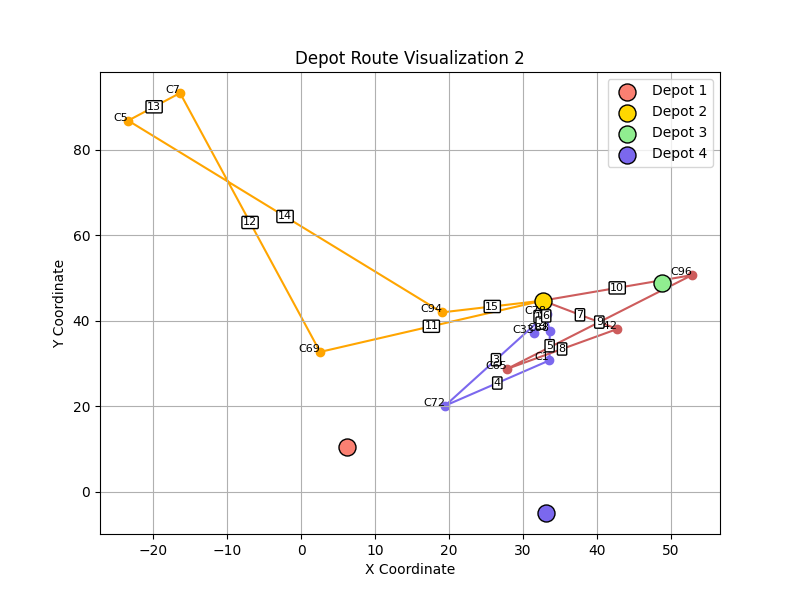 Depot Route Visualization 2
Depot 1
Depot 2
Depot 3
Depot 4
C7
C5
13
12
14
C96
10
C94
15
11
7
9
C42
C69
8
5
3
C65
C1
4
C72
80
60
40
20
0
−20
−10
0
10
20
30
40
50
X Coordinate
Y Coordinate